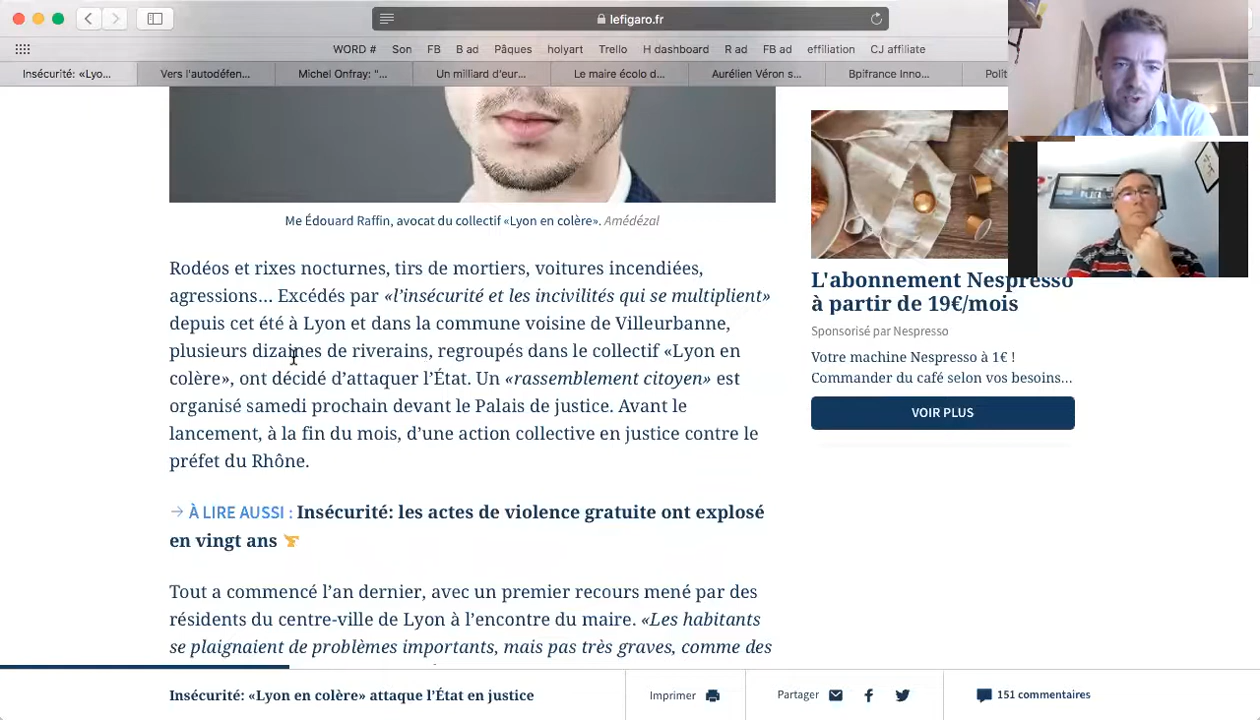 lefigaro.fr
WORD # Son FB B ad Pâques holyart Trello H dashboard R ad FB ad effiliation CJ affiliate
Insécurité: «Lyo... Vers l'autodéfen... Michel Onfray: "... Un milliard d'eur... Le maire écolo d... Aurélien Véron s... Bpifrance Inno... Polit
Me Édouard Raffin, avocat du collectif «Lyon en colère». Amédézal
Rodéos et rixes nocturnes, tirs de mortiers, voitures incendiées,
agressions... Excédés par «l'insécurité et les incivilités qui se multiplient»
depuis cet été à Lyon et dans la commune voisine de Villeurbanne,
plusieurs dizaines de riverains, regroupés dans le collectif «Lyon en
colère», ont décidé d'attaquer l'État. Un «rassemblement citoyen» est
organisé samedi prochain devant le Palais de justice. Avant le
lancement, à la fin du mois, d'une action collective en justice contre le
préfet du Rhône.
→ À LIRE AUSSI : Insécurité: les actes de violence gratuite ont explosé
en vingt ans
Tout a commencé l'an dernier, avec un premier recours mené par des
résidents du centre-ville de Lyon à l'encontre du maire. «Les habitants
se plaignaient de problèmes importants, mais pas très graves, comme des
L'abonnement Nespresso
à partir de 19€/mois
Sponsorisé par Nespresso
Votre machine Nespresso à 1€ !
Commander du café selon vos besoins...
VOIR PLUS
Insécurité: «Lyon en colère» attaque l'État en justice
Imprimer
Partager
151 commentaires